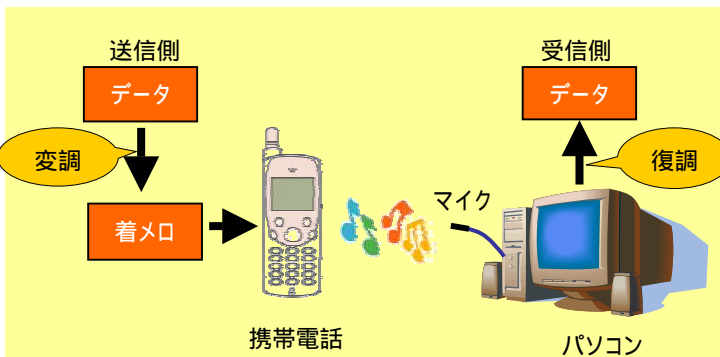 送信側
データ
変調
着メロ
携帯電話
マイク
受信側
データ
復調
パソコン